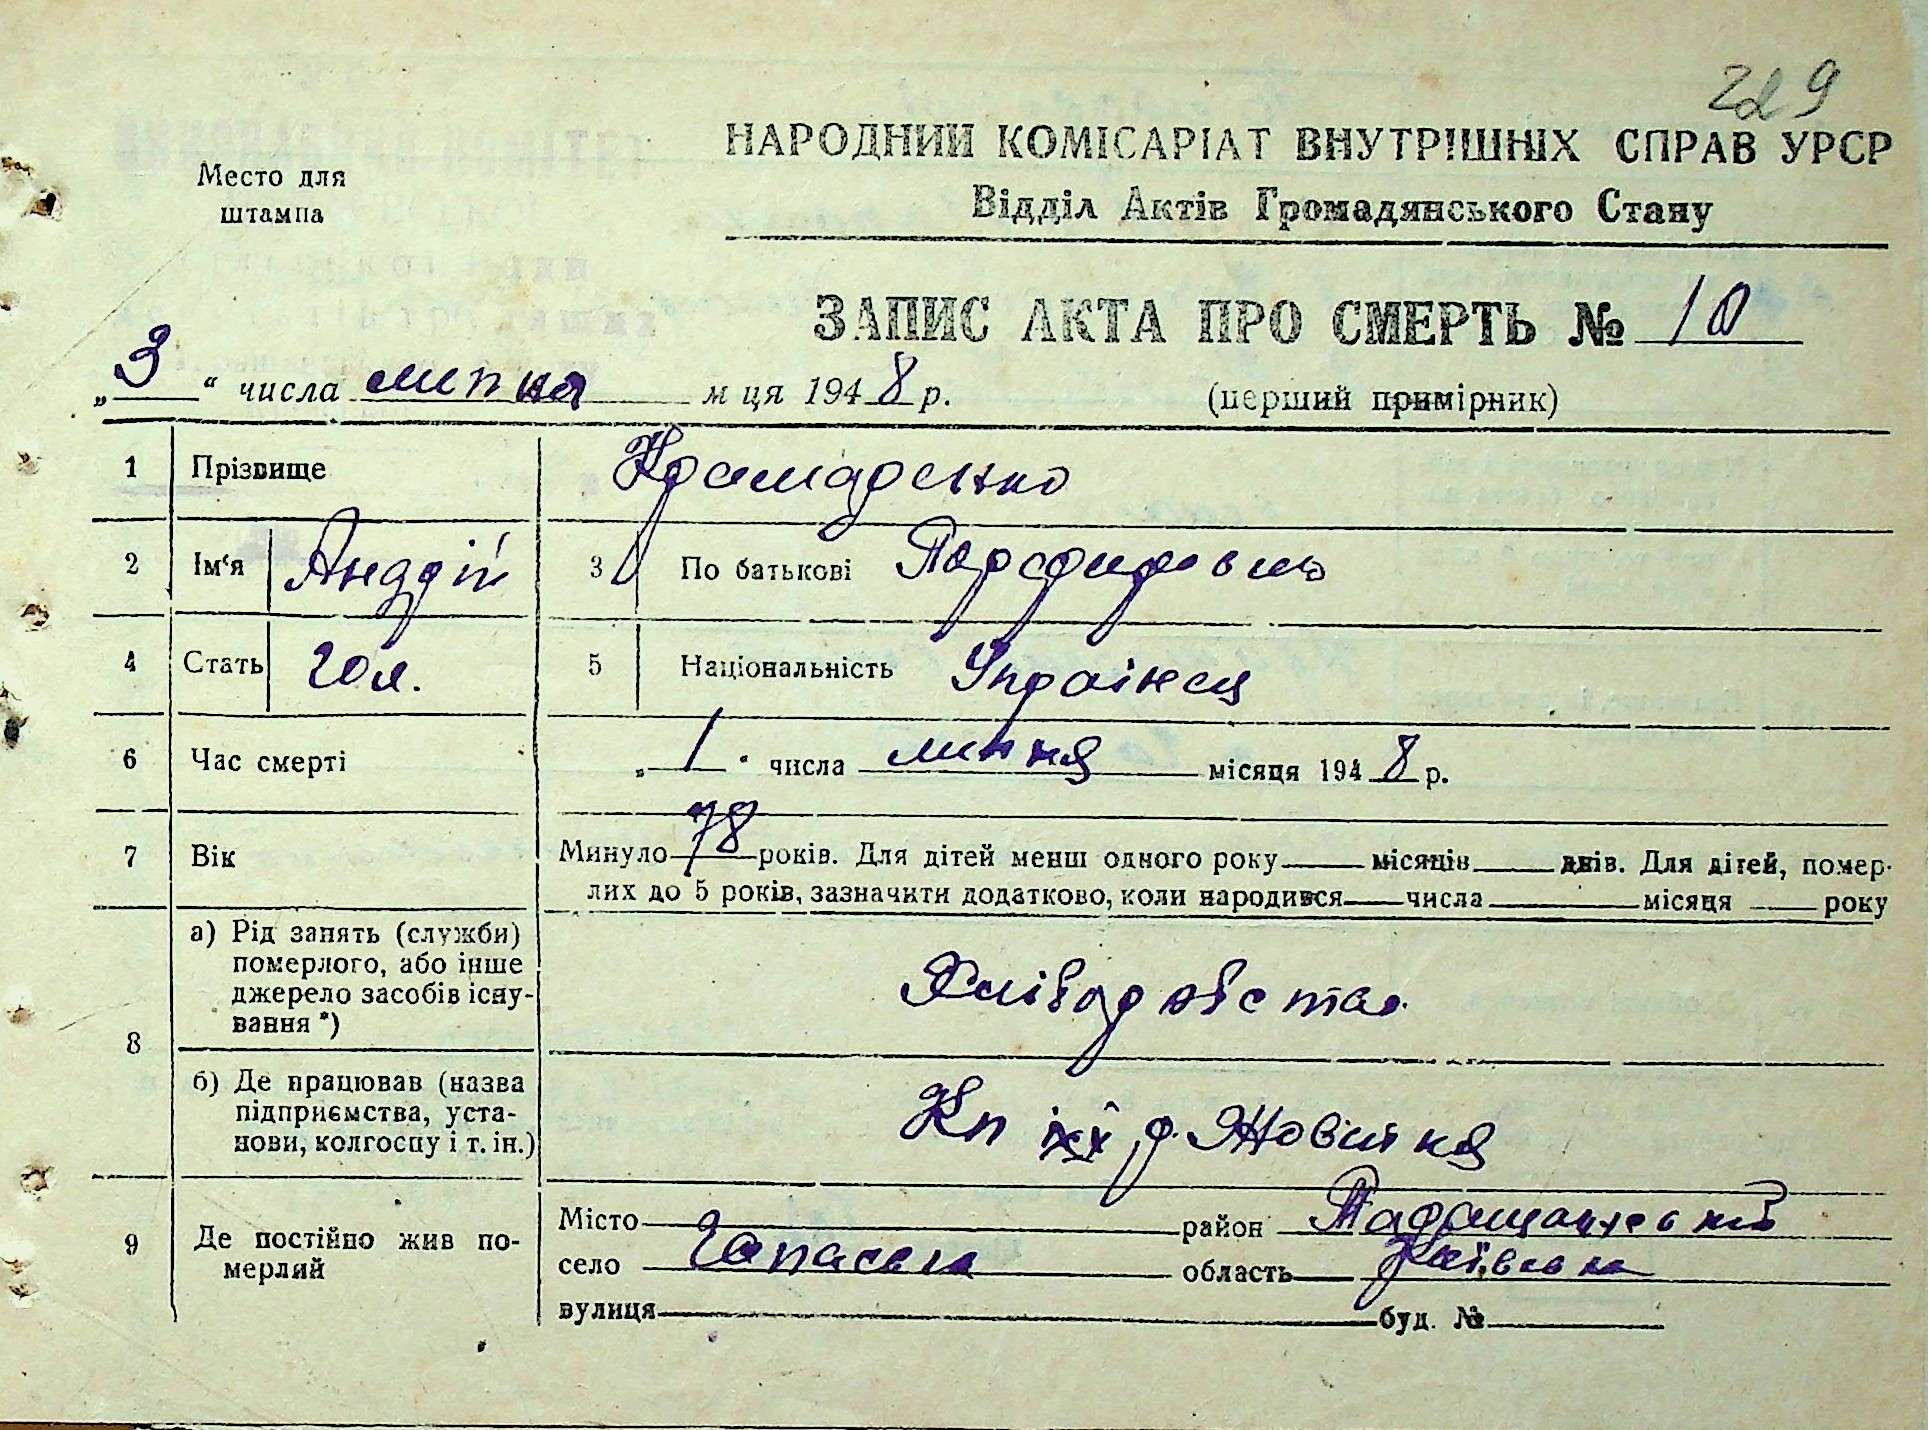 229
НАРОДНИЙ КОМІСАРІАТ ВНУТРІШНІХ СПРАВ УРСР
Відділ Актів Громадянського Стану
Место для
штампа
ЗАПИС АКТА ПРО СМЕРТЬ № 10
„3“ числа липня м ця 1948 р.
(перший примірник)
1 Прізвище Крамаренко
2 Ім‘я Андрій 3 По батькові
4 Стать чол. 5 Національність Українец
6 Час смерті „1“ числа липня місяця 1948 р.
7 Вік Минуло 78 років. Для дітей менш одного року місяців днів. Для дітей, помер-
лих до 5 років, зазначити додатково, коли народився числа місяця року
8 а) Рід занять (служби)
померлого, або інше
джерело засобів існу-
вання *)
б) Де працював (назва
підприємства, уста-
нови, колгоспу і т. ін.)
Кп р. Жовтня
9 Де постійно жив по-
мерлий
Місто район Таращанський
село область Київська
вулиця буд. №